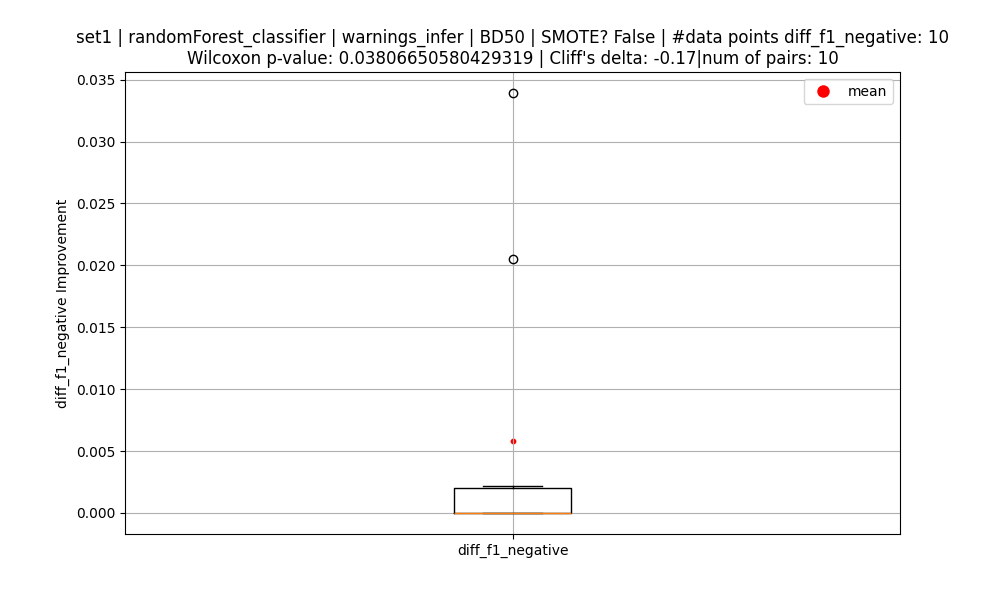 set1 | randomForest_classifier | warnings_infer | BD50 | SMOTE? False | #data points diff_f1_negative: 10
Wilcoxon p-value: 0.03806650580429319 | Cliff's delta: -0.17|num of pairs: 10
mean
0.035
0.030
0.025
0.020
0.015
0.010
0.005
0.000
diff_f1_negative Improvement
diff_f1_negative